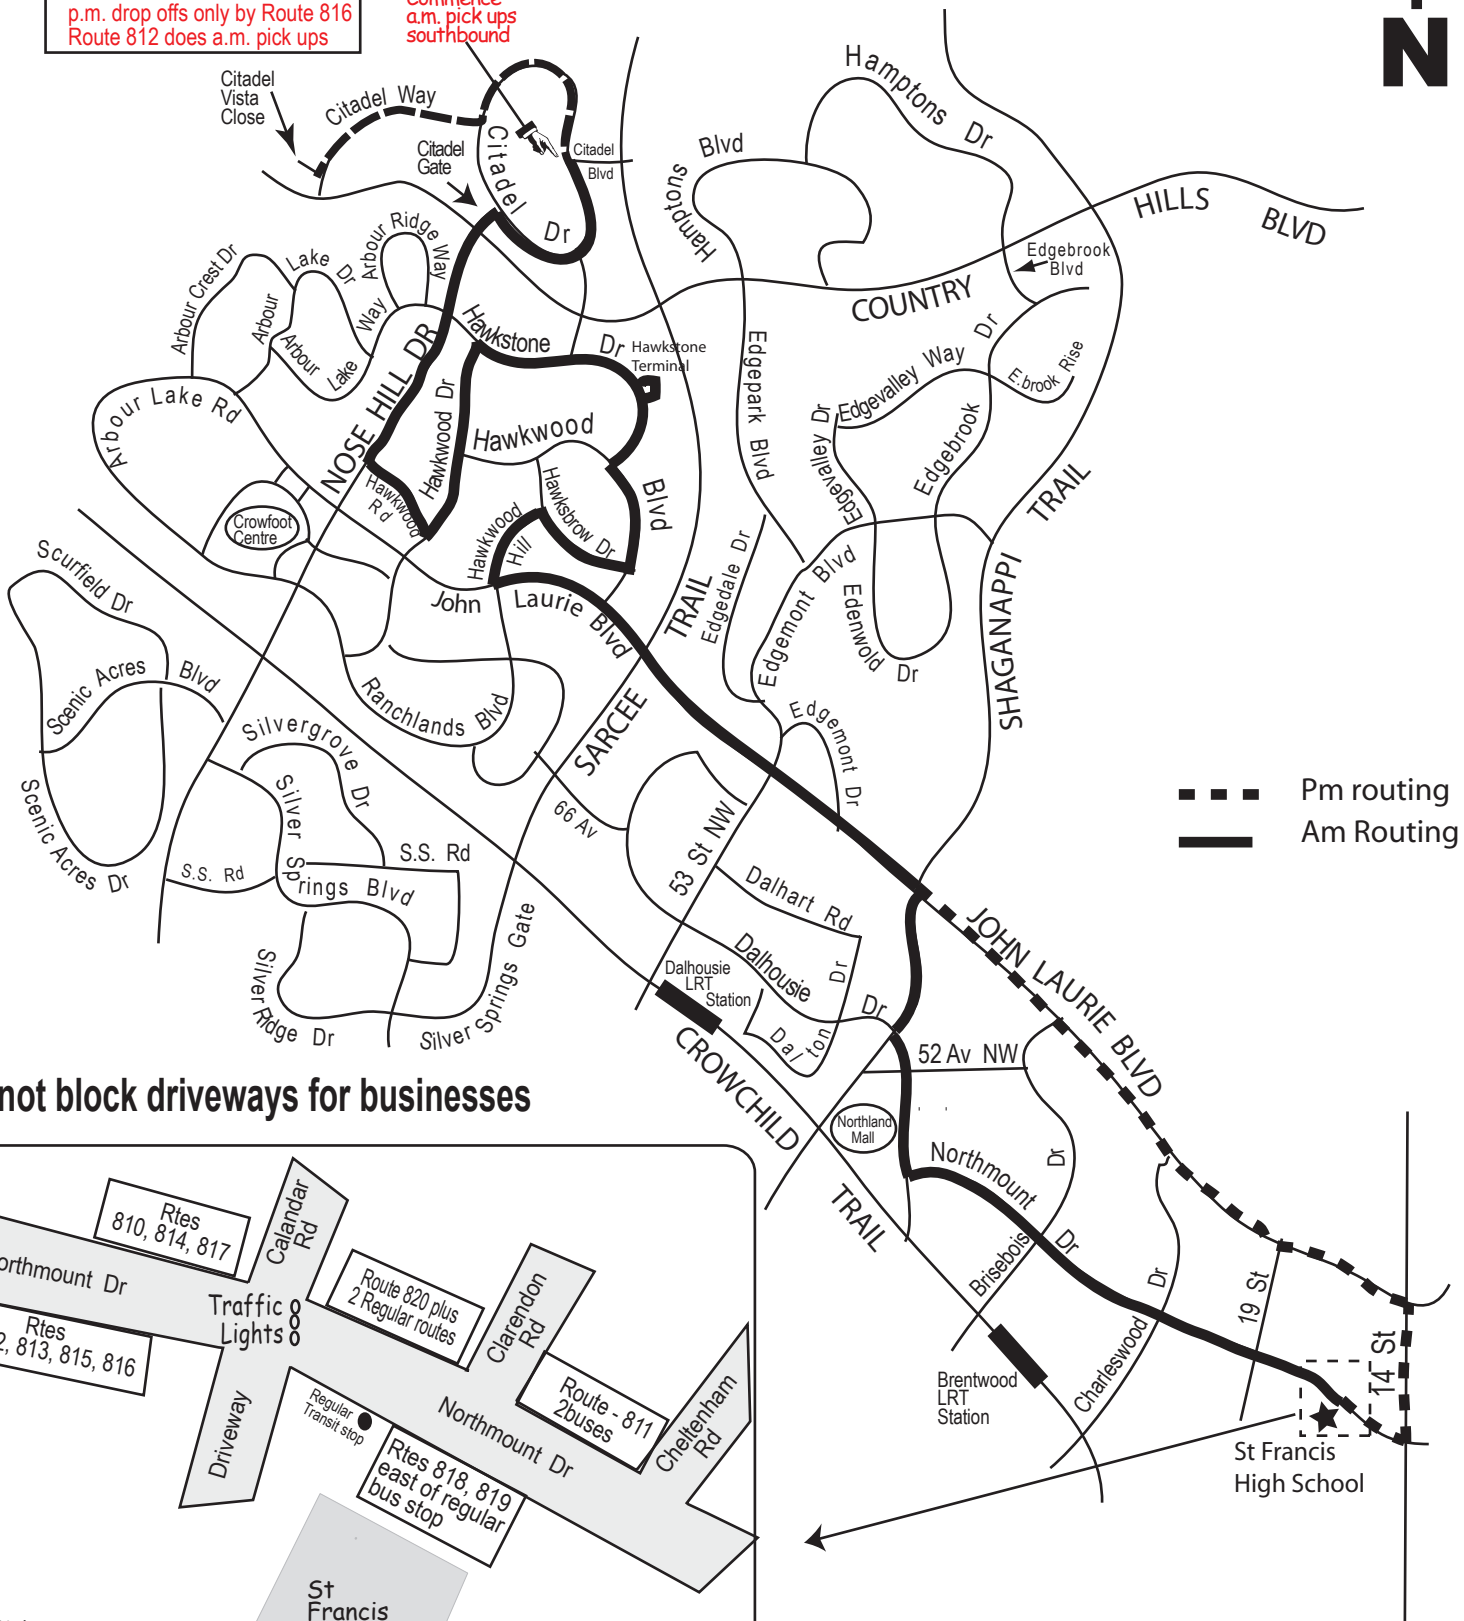 p.m. drop offs only by Route 816
Route 812 does a.m. pick ups
Commence
a.m. pick ups
southbound
N
Citadel
Vista
Close
Citadel Way
Citadel
Gate
Citadel
Dr
Citadel
Blvd
Hamptons Dr
Hamptons Blvd
HILLS
BLVD
COUNTRY
Edgebrook
Blvd
Arbour Crest Dr
Lake Dr
Arbour
Arbour Ridge Way
Arbour
Lake
Way
Arbour Lake Rd
NOSE HILL DR
Hawkstone
Dr
Hawkstone
Terminal
Hawkwood Dr
Hawkwood
Blvd
Hawkwood
Rd
Hawksbrow Dr
Hawkwood
Hill
Crowfoot
Centre
John Laurie Blvd
Edgepark Blvd
Edgevalley Way
Dr
E.brook Rise
Edgevalley Dr
Edgebrook
TRAIL
SHAGANAPPI
Edgedale Dr
Edgemont Blvd
Edenwold Dr
Edgemont Dr
TRAIL
SARCEE
Scurfield Dr
Scenic Acres Blvd
Scenic Acres Dr
Ranchlands Blvd
Silvergrove Dr
Silver Springs Blvd
S.S. Rd
S.S. Rd
Silver Ridge Dr
Silver Springs Gate
66 Av
53 St NW
Dalhart Rd
Dalhousie
Dr
Dalton
Dr
Dalhousie
LRT
Station
CROWCHILD
TRAIL
52 Av NW
Northland
Mall
Northmount
Dr
Brisebois
Dr
Charleswood
Dr
19 St
14 St
JOHN LAURIE BLVD
Pm routing
Am Routing
Brentwood
LRT
Station
St Francis
High School
not block driveways for businesses
Rtes
810, 814, 817
Calandar
Rd
orthmount Dr
Rtes
2, 813, 815, 816
Traffic
Lights
Route 820 plus
2 Regular routes
Clarendon
Rd
Route - 811
2buses
Cheltenham
Rd
Driveway
Regular
Transit stop
Northmount Dr
Rtes 818, 819
east of regular
bus stop
St
Francis